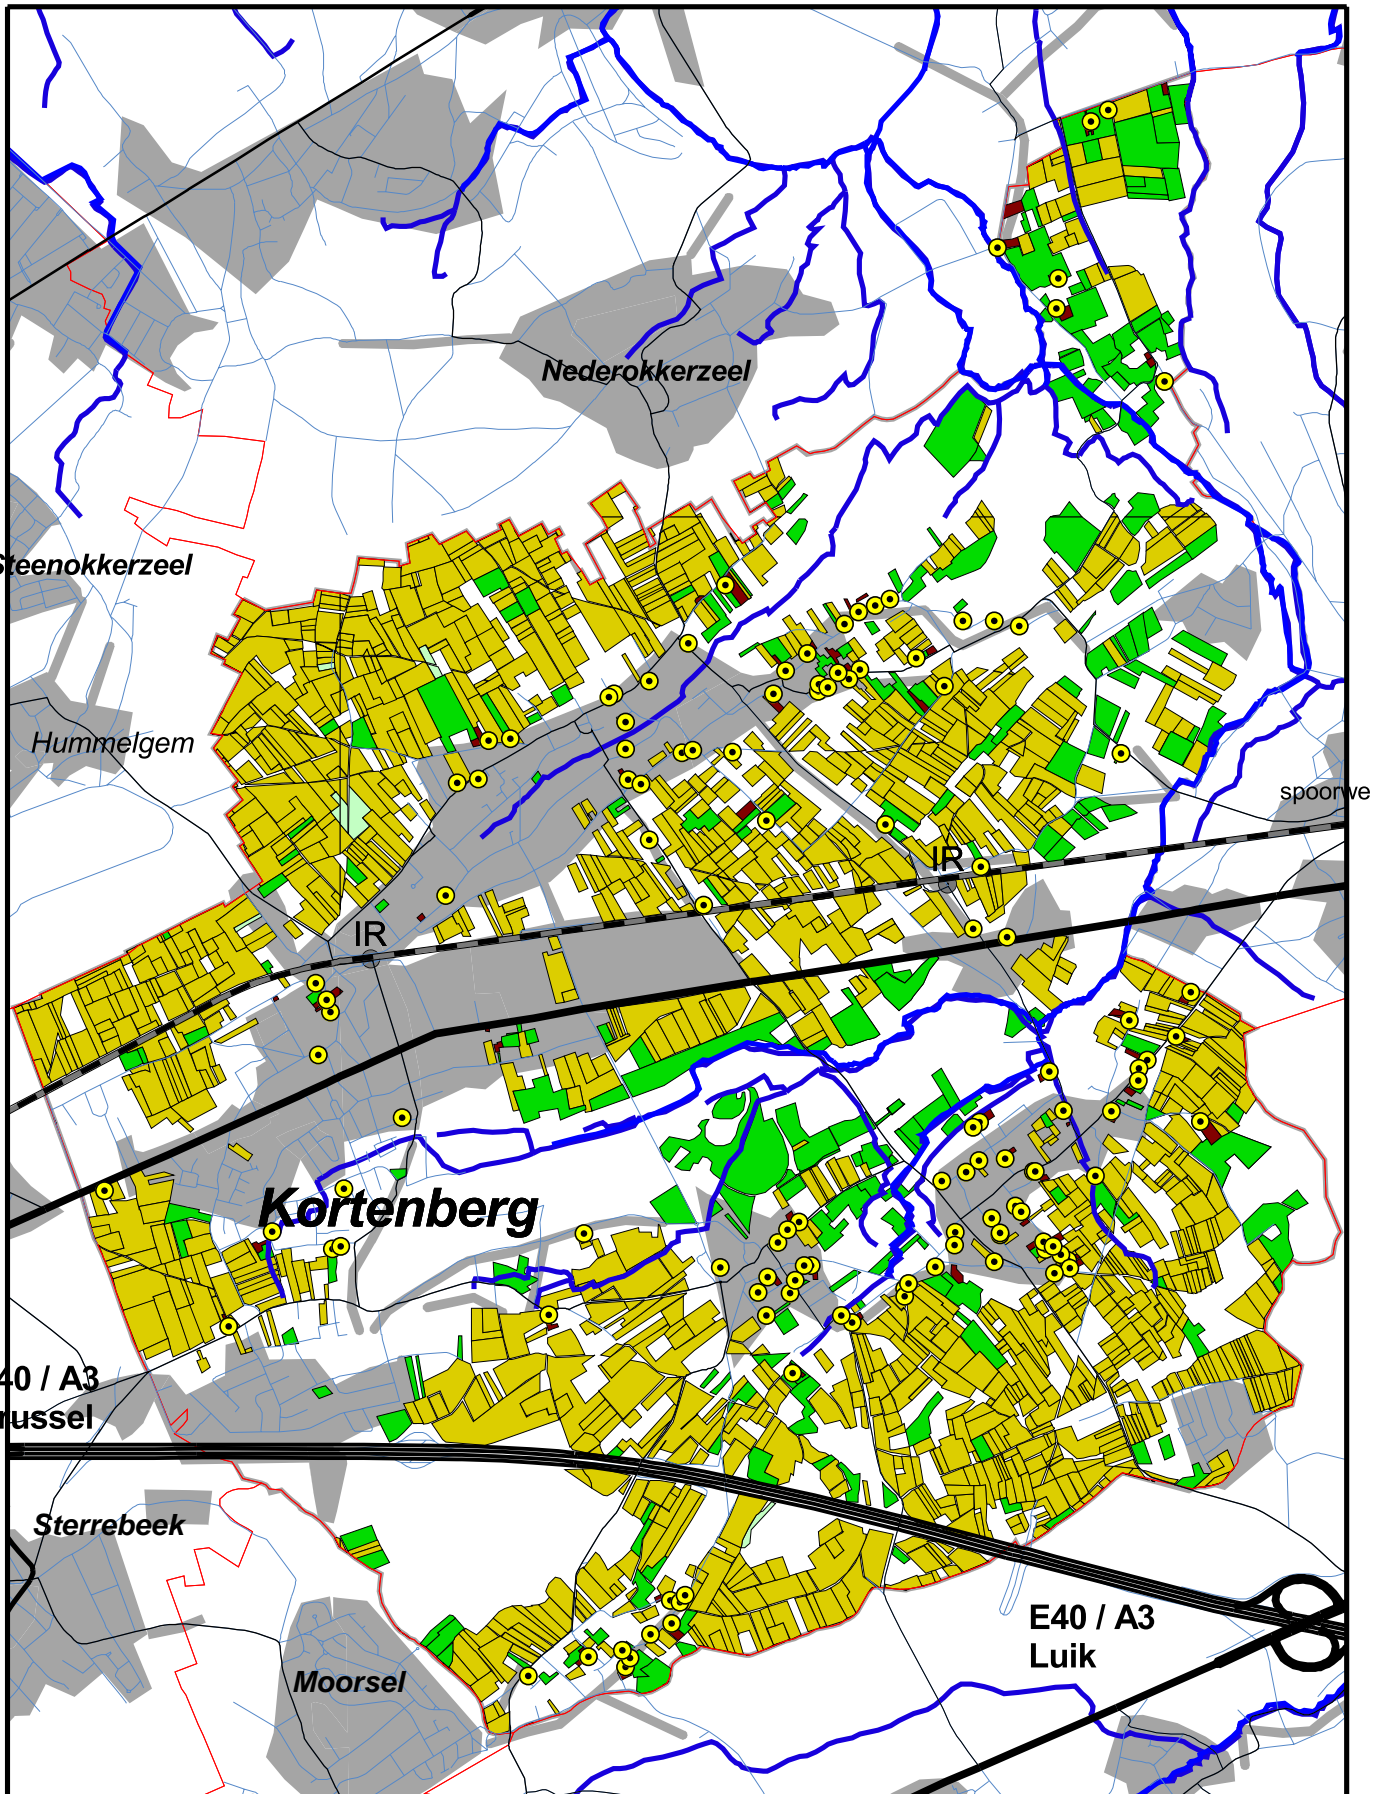 Nederokkerzeel
Steenokkerzeel
Hummelgem
spoorwe
IR
IR
Kortenberg
40 / A3
russel
Sterrebeek
E40 / A3
Luik
Moorsel